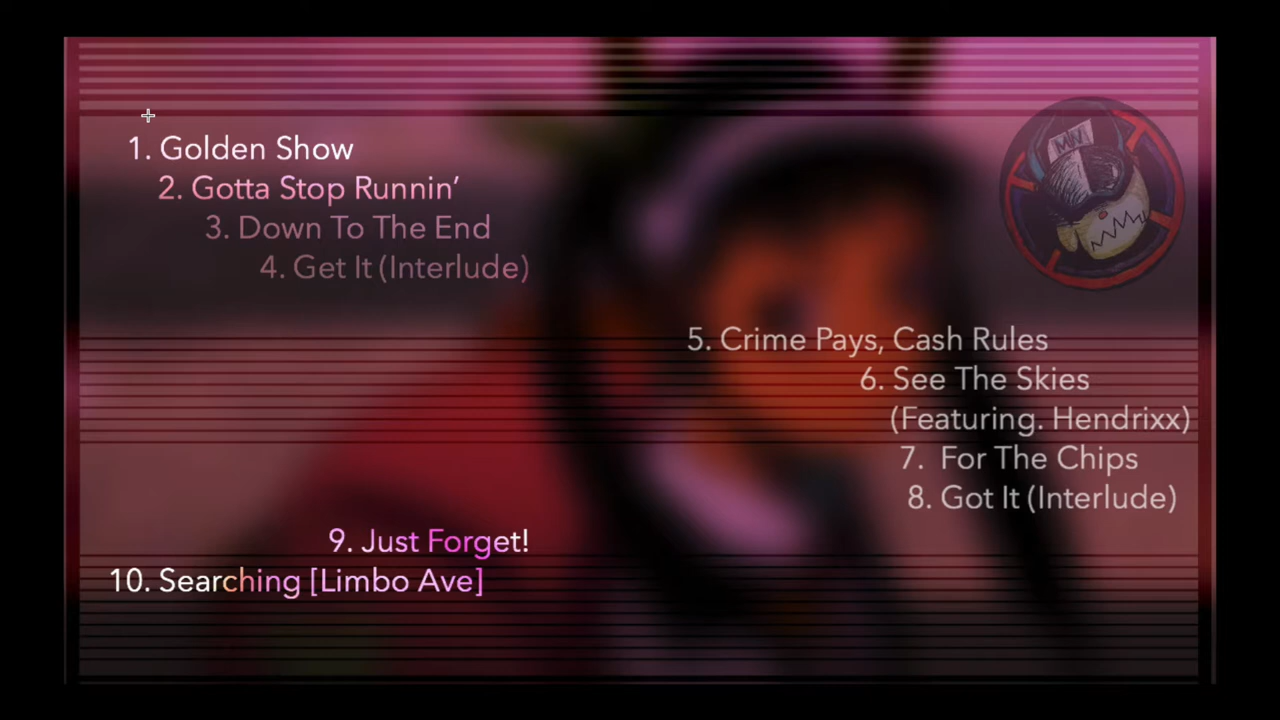 1. Golden Show
2. Gotta Stop Runnin’
3. Down To The End
4. Get It (Interlude)
5. Crime Pays, Cash Rules
6. See The Skies
(Featuring. Hendrixx)
7. For The Chips
8. Got It (Interlude)
9. Just Forget!
10. Searching [Limbo Ave]